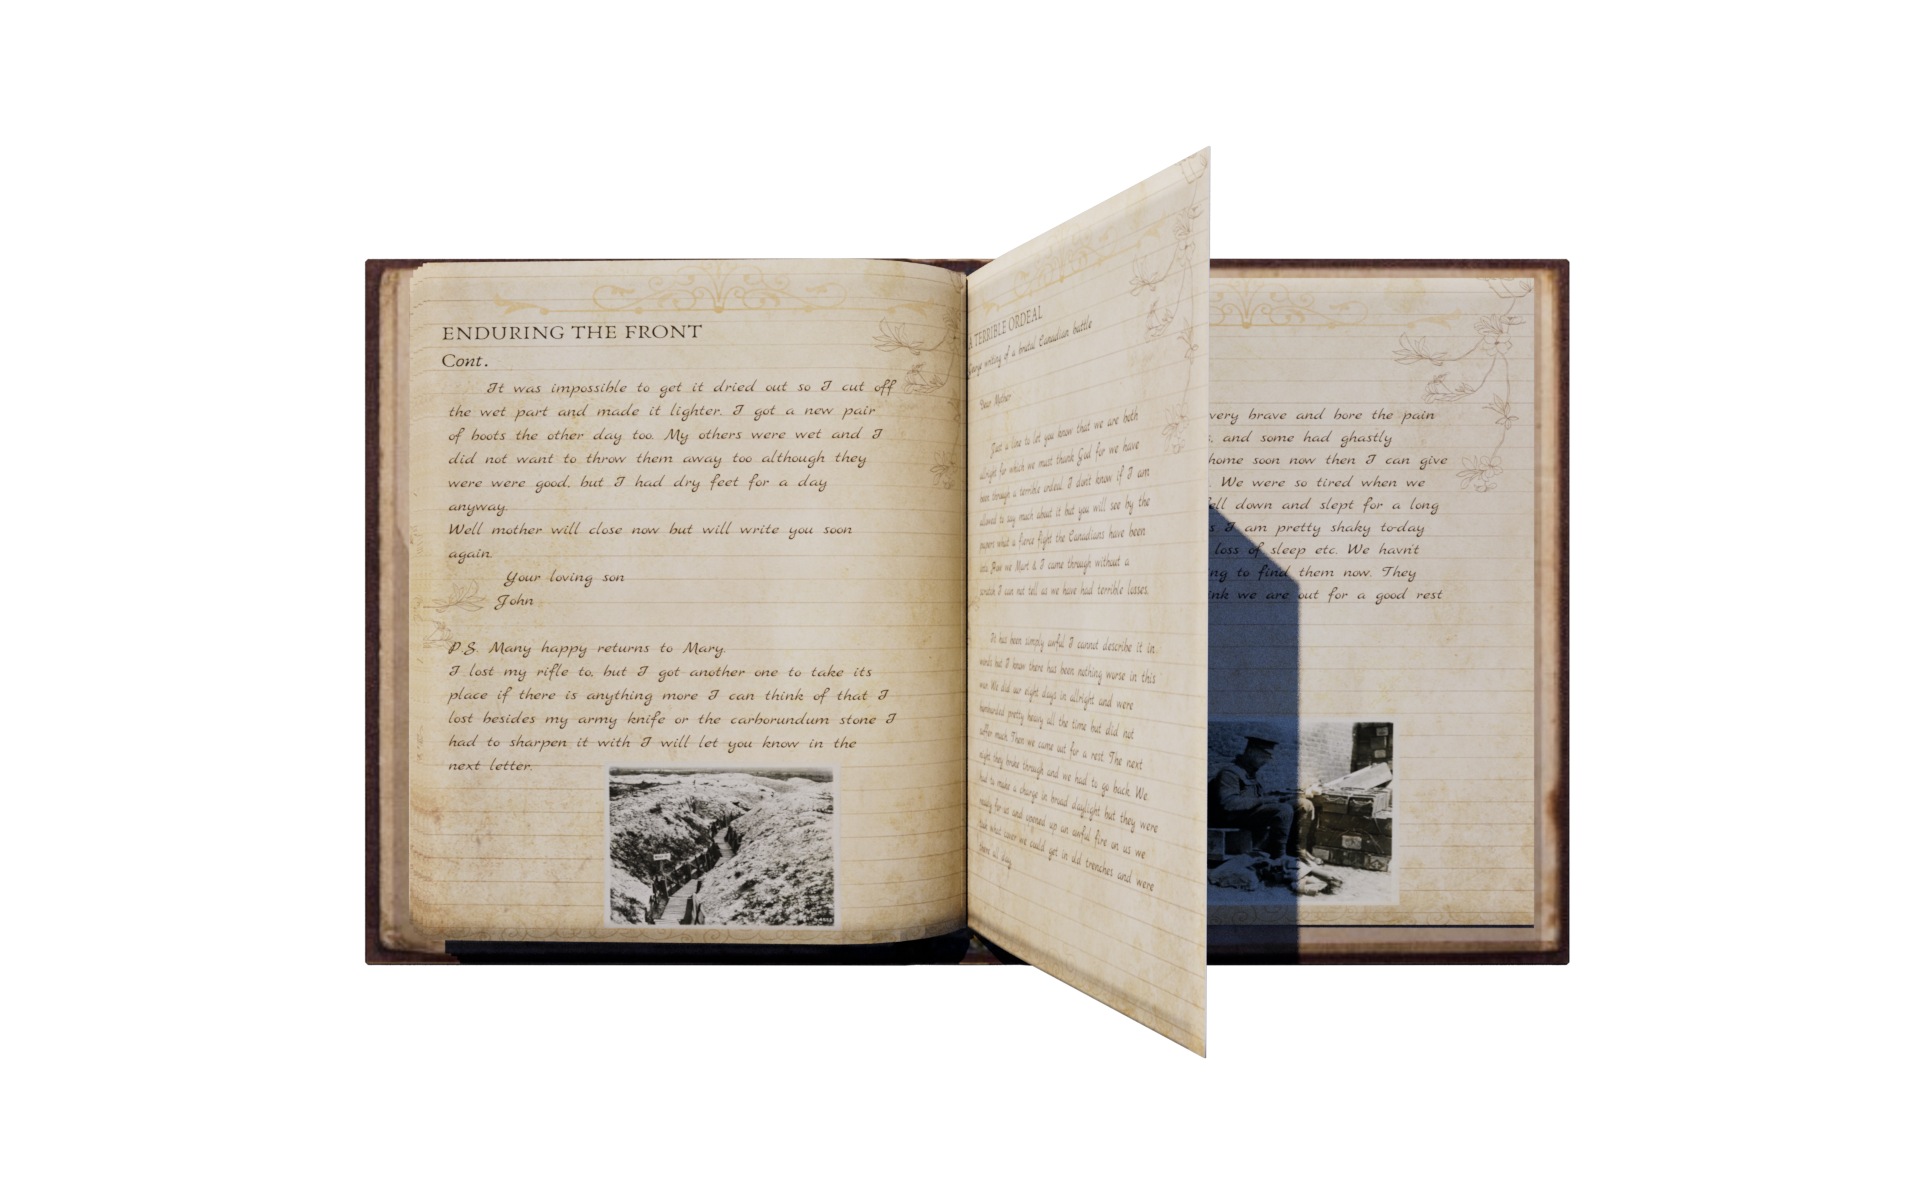 ENDURING THE FRONT
Cont.
It was impossible to get it dried out so I cut off
the wet part and made it lighter. I got a new pair
of boots the other day too. My others were wet and I
did not want to throw them away too although they
were were good, but I had dry feet for a day
anyway.
Well mother will close now but will write you soon
again.
Your loving son
John
P.S. Many happy returns to Mary.
I lost my rifle to, but I got another one to take its
place if there is anything more I can think of that I
lost besides my army knife or the carborundum stone I
had to sharpen it with I will let you know in the
next letter.
A TERRIBLE ORDEAL
George writing of a brutal Canadian battle
Dear Mother
Just a line to let you know that we are both
allright for which we must thank God for we have
been through a terrible ordeal. I don't know if I am
allowed to say much about it but you will see by the
papers what a fierce fight the Canadians have been
into. How we Mart & I came through without a
scratch I can not tell as we have had terrible losses.
It has been simply awful I cannot describe it in
words but I know there has been nothing worse in this
war. We did our eight days in allright and were
bombarded pretty heavy all the time but did not
suffer much. Then we came out for a rest. The next
night they broke through and we had to go back. We
had to make a charge in broad daylight but they were
ready for us and opened up an awful fire on us we
took what cover we could get in old trenches and were
there all day.
very brave and bore the pain
and some had ghastly
home soon now then I can give
We were so tired when we
fell down and slept for a long
I am pretty shaky to-day
loss of sleep etc. We havn't
to find them now. They
we are out for a good rest